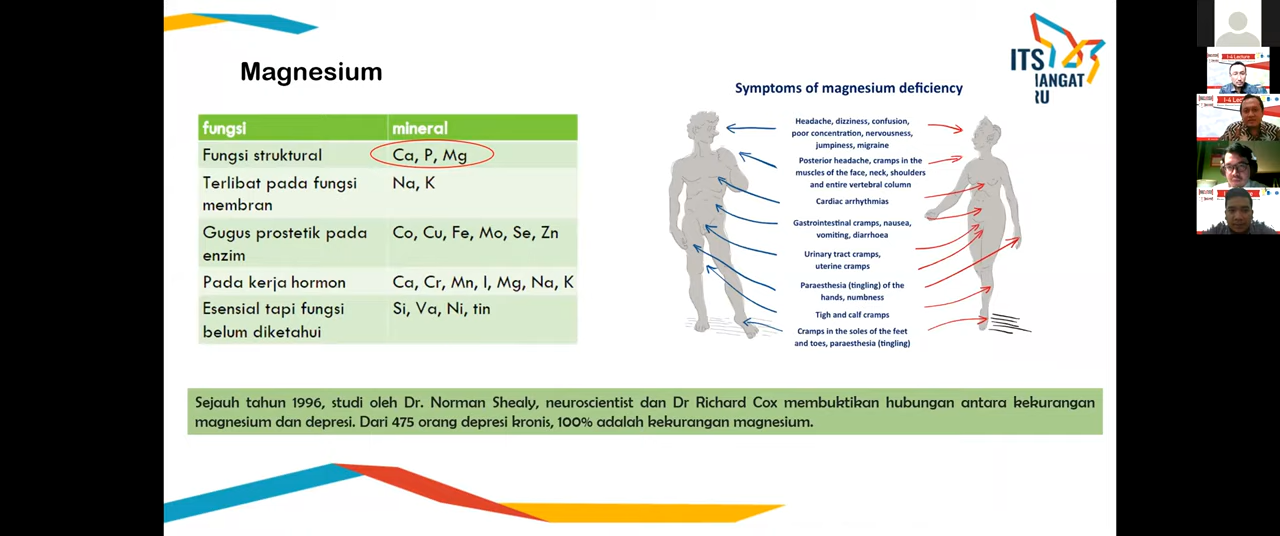 Magnesium
ITS
IANGAT
RU
fungsi mineral
Fungsi struktural Ca, P, Mg
Terlibat pada fungsi Na, K
membran
Gugus prostetik pada Co, Cu, Fe, Mo, Se, Zn
enzim
Pada kerja hormon Ca, Cr, Mn, I, Mg, Na, K
Esensial tapi fungsi Si, Va, Ni, tin
belum diketahui
Symptoms of magnesium deficiency
Headache, dizziness, confusion,
poor concentration, nervousness,
jumpiness, migraine
Posterior headache, cramps in the
muscles of the face, neck, shoulders
and entire vertebral column
Cardiac arrhythmias
Gastrointestinal cramps, nausea,
vomiting, diarrhoea
Urinary tract cramps,
uterine cramps
Paraesthesia (tingling) of the
hands, numbness
Tigh and calf cramps
Cramps in the soles of the feet
and toes, paraesthesia (tingling)
Sejauh tahun 1996, studi oleh Dr. Norman Shealy, neuroscientist dan Dr Richard Cox membuktikan hubungan antara kekurangan
magnesium dan depresi. Dari 475 orang depresi kronis, 100% adalah kekurangan magnesium.